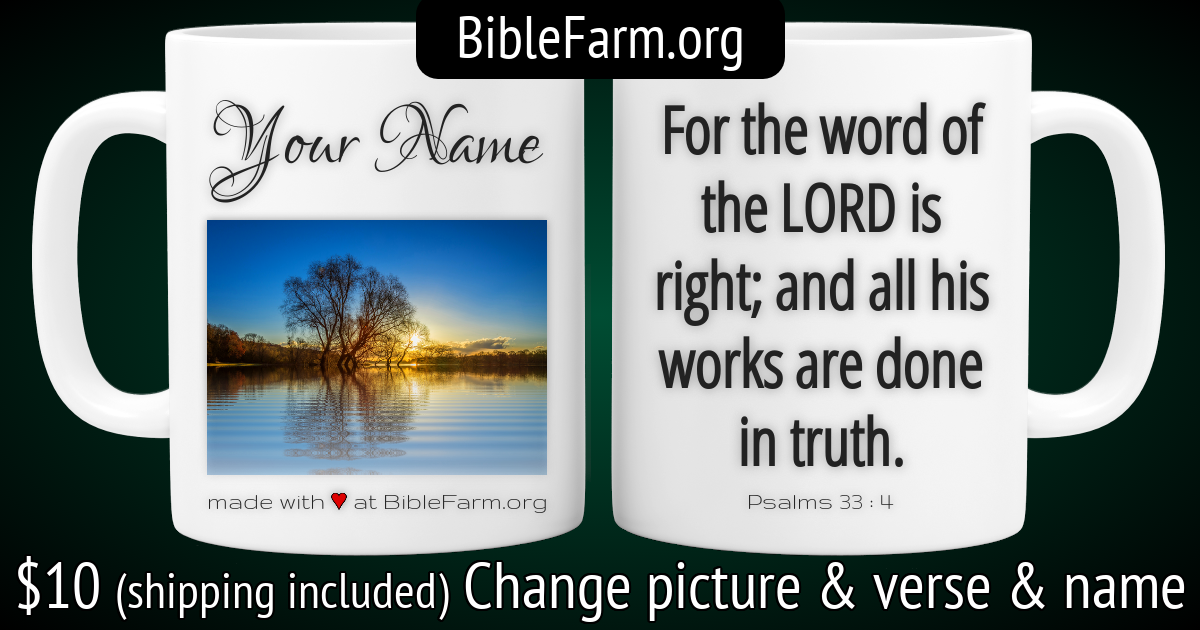 BibleFarm.org
Your Name
made with ♥ at BibleFarm.org
For the word of
the LORD is
right; and all his
works are done
in truth.
Psalms 33 : 4
$10 (shipping included) Change picture & verse & name